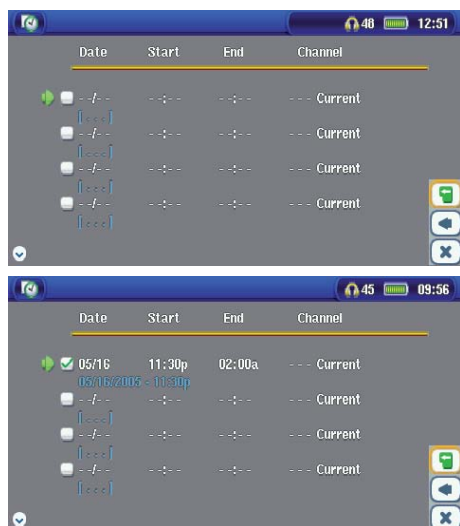 48 12:51
Date Start End Channel
--/-- --:-- --:-- --- Current
[...]
--/-- --:-- --:-- --- Current
[...]
--/-- --:-- --:-- --- Current
[...]
--/-- --:-- --:-- --- Current
[...]
45 09:56
Date Start End Channel
05/16 11:30p 02:00a --- Current
05/16/2005 - 11:30p
--/-- --:-- --:-- --- Current
[...]
--/-- --:-- --:-- --- Current
[...]
--/-- --:-- --:-- --- Current
[...]